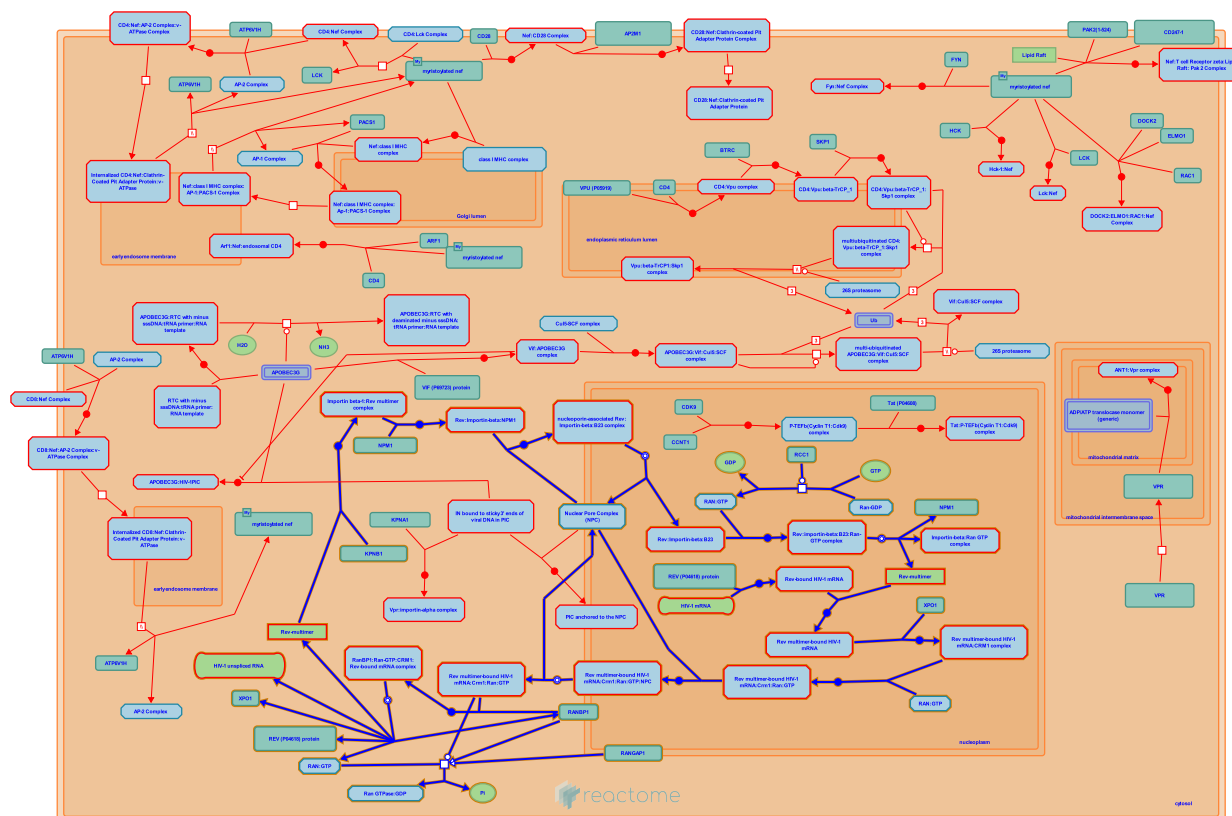 CD4:Nef:AP-2 Complex:v-
ATPase Complex
ATP6V1H
CD4:Nef Complex
CD4:Lck Complex
CD28
Nef:CD28 Complex
AP2M1
CD28:Nef:Clathrin-coated Pit
Adapter Protein Complex
PAK2(1-524)
CD247-1
Lipid Raft
Nef:T cell Receptor zeta:Lip
Raft: Pak 2 Complex
FYN
LCN
myristoylated nef
ATP6V1H
AP-2 Complex
CD28:Nef:Clathrin-coated Pit
Adapter Protein
Fyn:Nef Complex
myristoylated nef
PACS1
HCK
DOCK2
ELMO1
SKP1
BTRC
AP-1 Complex
Nef:class I MHC
complex
class I MHC complex
LCK
RAC1
Hck-1:Nef
Internalized CD4:Nef:Clathrin-
Coated Pit Adapter Protein:v-
ATPase
Nef:class I MHC complex:
AP-1:PACS-1 Complex
Nef:class I MHC complex:
Ap-1:PACS-1 Complex
Golgi lumen
VPU (P05919)
CD4
CD4:Vpu complex
CD4:Vpu:beta-TrCP_1
CD4:Vpu:beta-TrCP_1:
Skp1 complex
Lck:Nef
DOCK2:ELMO1:RAC1:Nef
Complex
early endosome membrane
Arf1:Nef:endosomal CD4
ARF1
myristoylated nef
CD4
endoplasmic reticulum lumen
multiubiquitinated CD4:
Vpu:beta-TrCP_1:Skp1
complex
Vpu:beta-TrCP1:Skp1
complex
26S proteasome
Vif:Cul5:SCF complex
Ub
APOBEC3G:RTC with minus
sssDNA:tRNA primer:RNA
template
APOBEC3G:RTC with
deaminated minus sssDNA:
tRNA primer:RNA template
H2O
NH3
Cul5-SCF complex
ATP6V1H
AP-2 Complex
APOBEC3G
Vif:APOBEC3G
complex
APOBEC3G:Vif:Cul5:SCF
complex
multi-ubiquitinated
APOBEC3G:Vif:Cul5:SCF
complex
26S proteasome
ANT1:Vpr complex
VIF (P69723) protein
CD8:Nef Complex
RTC with minus
sssDNA:tRNA primer:
RNA template
Importin beta-1:Rev multimer
complex
Rev:Importin-beta:NPM1
nucleoporin-associated Rev:
Importin-beta:B23 complex
CDK9
Tat (P04608)
ADP/ATP translocase monomer
(generic)
P-TEFb(Cyclin T1:Cdk9)
complex
Tat:P-TEFb(Cyclin T1:Cdk9)
complex
CCNT1
NPM1
CD8:Nef:AP-2 Complex:v-
ATPase Complex
mitochondrial matrix
GDP
RCC1
GTP
APOBEC3G:HIV-1PIC
VPR
RAN:GTP
Ran-GDP
mitochondrial intermembrane space
KPNA1
IN bound to sticky 3' ends of
viral DNA in PIC
Nuclear Pore Complex
(NPC)
myristoylated nef
Internalized CD8:Nef:Clathrin-
Coated Pit Adapter Protein:v-
ATPase
NPM1
Rev:Importin-beta:B23
Rev:Importin-beta:B23:Ran-
GTP complex
Importin-beta:Ran GTP
complex
KPNB1
early endosome membrane
REV (P04618) protein
Rev-bound HIV-1 mRNA
Rev-multimer
VPR
HIV-1 mRNA
XPO1
Vpr:importin-alpha complex
PIC anchored to the NPC
Rev-multimer
Rev multimer-bound HIV-1
mRNA
Rev multimer-bound HIV-1
mRNA:CRM1 complex
ATP6V1H
HIV-1 unspliced RNA
RanBP1:Ran-GTP:CRM1:
Rev-bound mRNA complex
Rev multimer-bound HIV-1
mRNA:Crm1:Ran:GTP
Rev multimer-bound HIV-1
mRNA:Crm1:Ran:GTP:NPC
Rev multimer-bound HIV-1
mRNA:Crm1:Ran:GTP
XPO1
RAN:GTP
AP-2 Complex
RANBP1
REV (P04618) protein
nucleoplasm
RANGAP1
RAN:GTP
Ran GTPase:GDP
Pi
reactome
cytosol